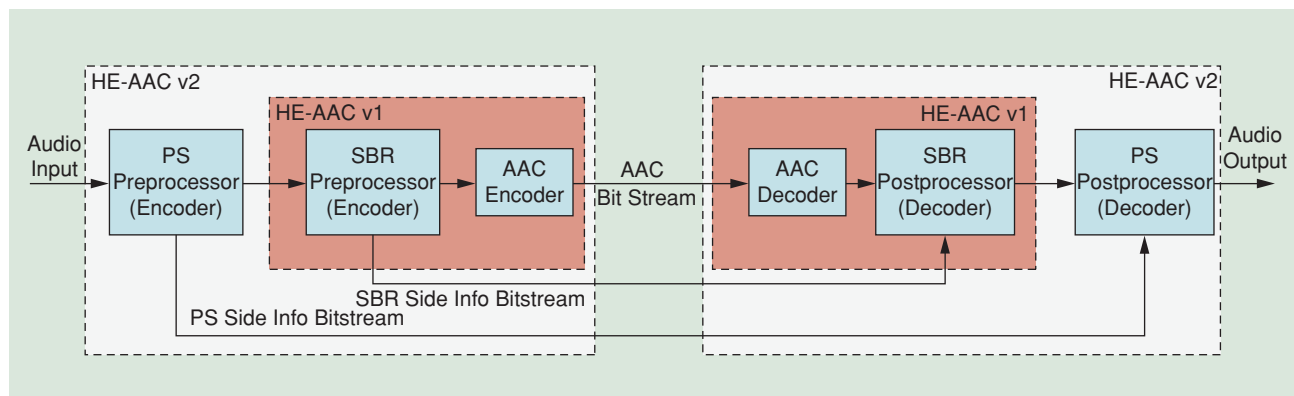 HE-AAC v2
HE-AAC v1
Audio
Input
PS
Preprocessor
(Encoder)
SBR
Preprocessor
(Encoder)
AAC
Encoder
AAC
Bit Stream
HE-AAC v2
HE-AAC v1
AAC
Decoder
SBR
Postprocessor
(Decoder)
PS
Postprocessor
(Decoder)
Audio
Output
SBR Side Info Bitstream
PS Side Info Bitstream